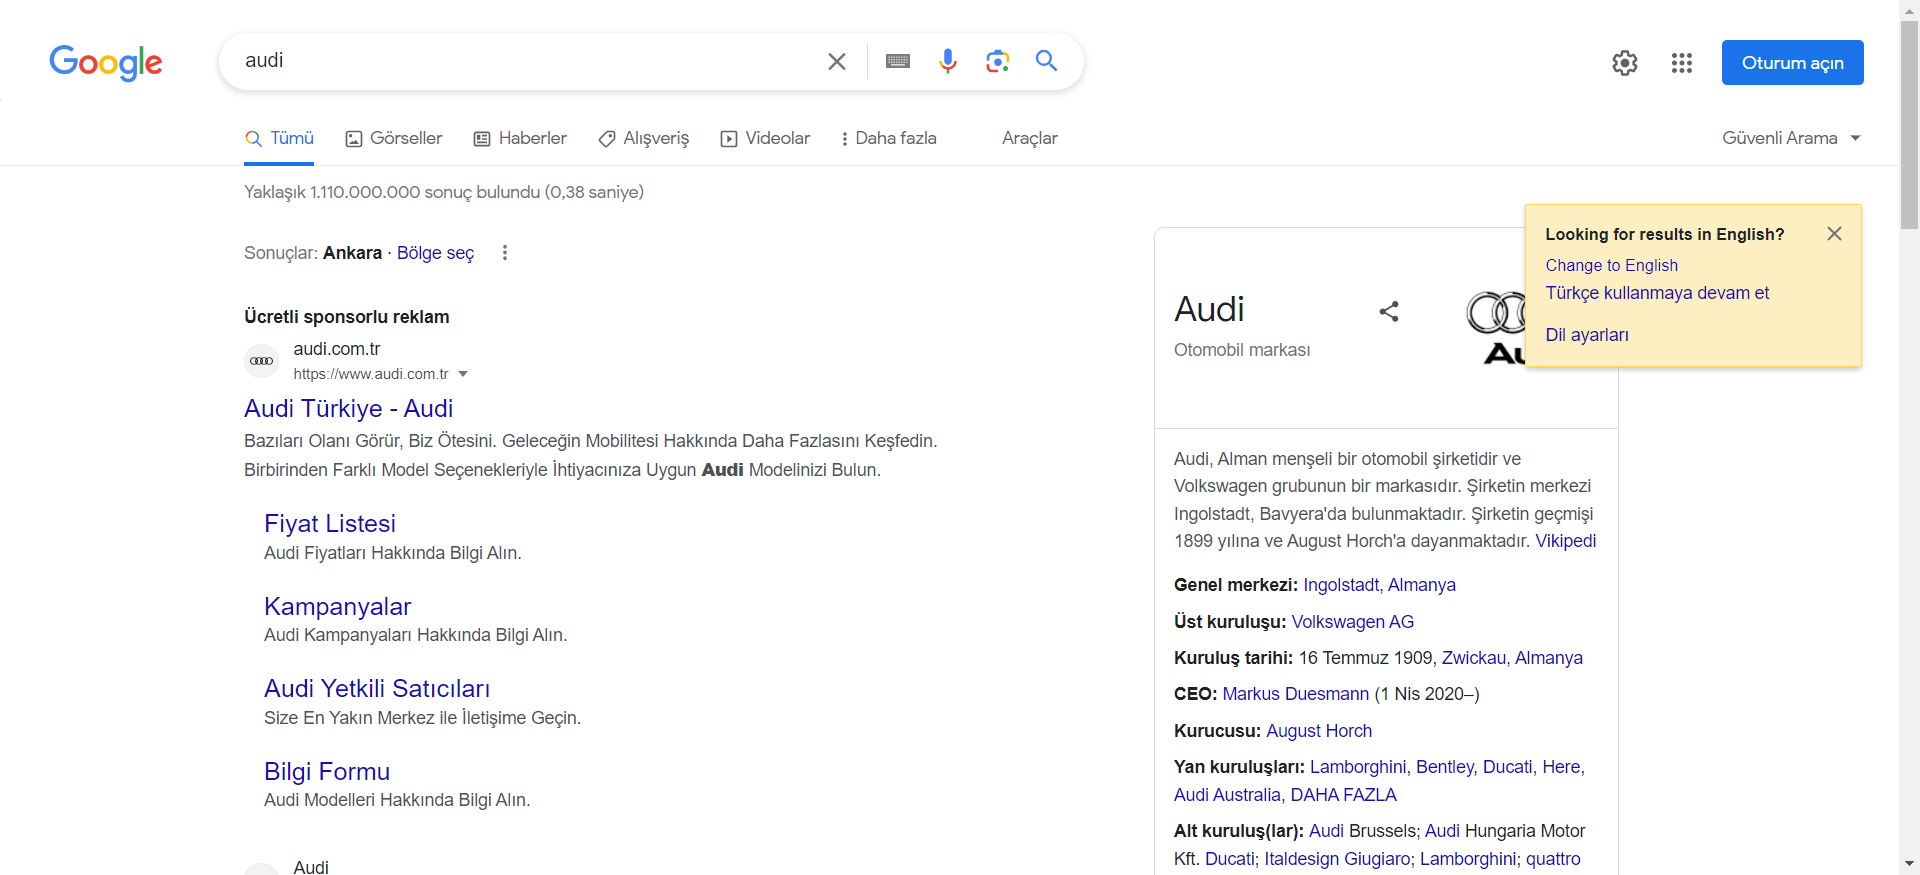 Google
audi
Oturum açın
Tümü
Görseller
Haberler
Alışveriş
Videolar
Daha fazla
Araçlar
Güvenli Arama
Yaklaşık 1.110.000.000 sonuç bulundu (0,38 saniye)
Sonuçlar: Ankara · Bölge seç
Ücretli sponsorlu reklam
audi.com.tr
https://www.audi.com.tr
Audi Türkiye - Audi
Bazıları Olanı Görür, Biz Ötesini. Geleceğin Mobilitesi Hakkında Daha Fazlasını Keşfedin.
Birbirinden Farklı Model Seçenekleriyle İhtiyacınıza Uygun Audi Modelinizi Bulun.
Fiyat Listesi
Audi Fiyatları Hakkında Bilgi Alın.
Kampanyalar
Audi Kampanyaları Hakkında Bilgi Alın.
Audi Yetkili Satıcıları
Size En Yakın Merkez ile İletişime Geçin.
Bilgi Formu
Audi Modelleri Hakkında Bilgi Alın.
Audi
Looking for results in English?
Change to English
Türkçe kullanmaya devam et
Dil ayarları
Audi
Otomobil markası
Au
Audi, Alman menşeli bir otomobil şirketidir ve
Volkswagen grubunun bir markasıdır. Şirketin merkezi
Ingolstadt, Bavyera'da bulunmaktadır. Şirketin geçmişi
1899 yılına ve August Horch'a dayanmaktadır. Vikipedi
Genel merkezi: Ingolstadt, Almanya
Üst kuruluşu: Volkswagen AG
Kuruluş tarihi: 16 Temmuz 1909, Zwickau, Almanya
CEO: Markus Duesmann (1 Nis 2020–)
Kurucusu: August Horch
Yan kuruluşları: Lamborghini, Bentley, Ducati, Here,
Audi Australia, DAHA FAZLA
Alt kuruluş(lar): Audi Brussels; Audi Hungaria Motor
Kft. Ducati; Italdesign Giugiaro; Lamborghini; quattro